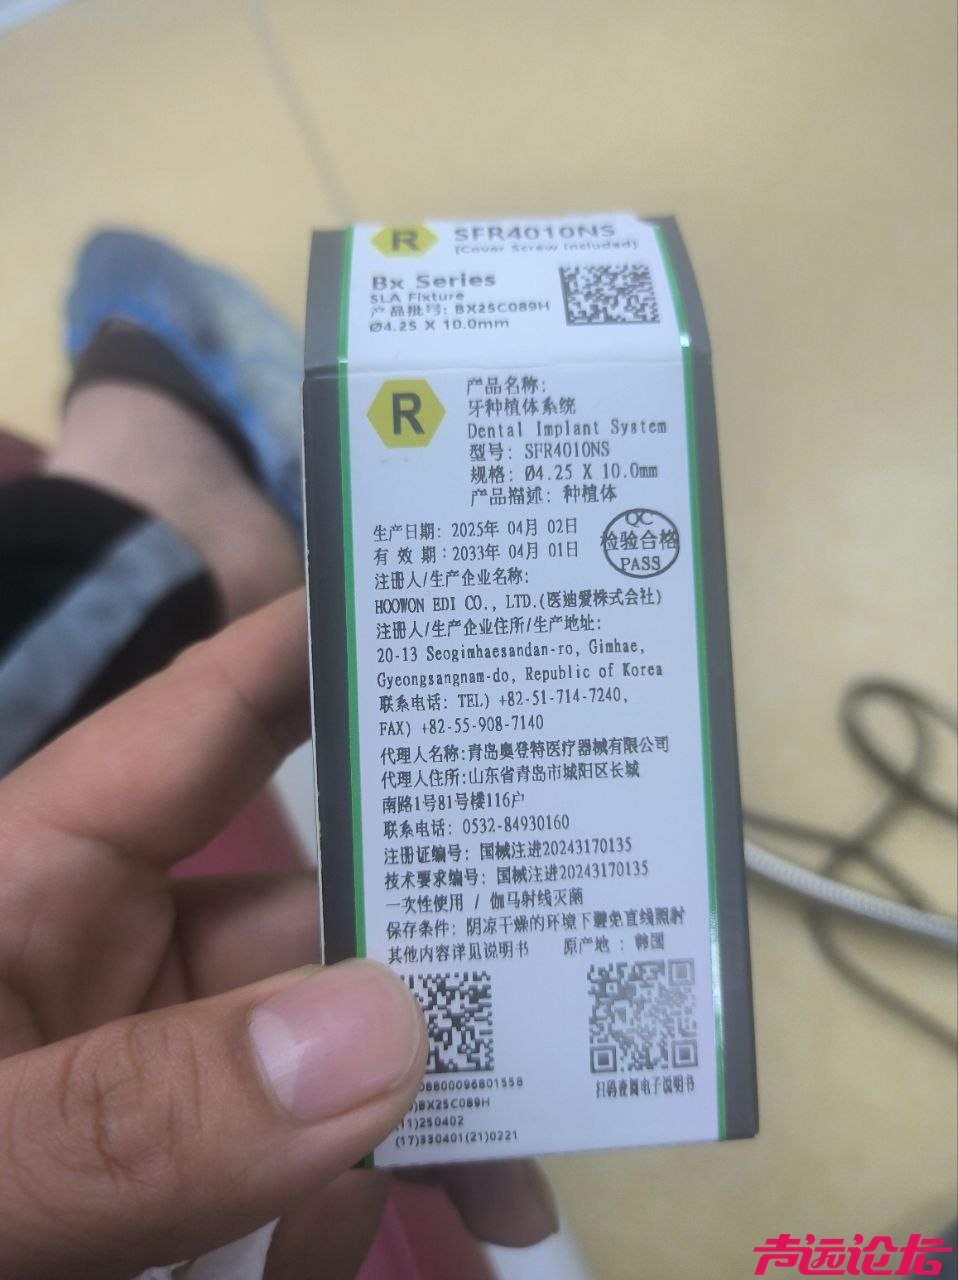 R
SFR4010NS
[Cover Screw Included]
Bx Series
SLA Fixture
产品批号: BX25C089H
Ø4.25 X 10.0mm
R
产品名称:
牙种植体系统
Dental Implant System
型号: SFR4010NS
规格: Ø4.25 X 10.0mm
产品描述: 种植体
生产日期: 2025年 04月 02日
有 效 期: 2033年 04月 01日
QC
检验合格
PASS
注册人/生产企业名称:
HOOWON EDI CO., LTD.(医迪爱株式会社)
注册人/生产企业住所/生产地址:
20-13 Seogimhaesandan-ro, Gimhae,
Gyeongsangnam-do, Republic of Korea
联系电话: TEL) +82-51-714-7240,
FAX) +82-55-908-7140
代理人名称:青岛奥登特医疗器械有限公司
代理人住所:山东省青岛市城阳区长城
南路1号81号楼116户
联系电话: 0532-84930160
注册证编号: 国械注进20243170135
技术要求编号: 国械注进20243170135
一次性使用 / 伽马射线灭菌
保存条件: 阴凉干燥的环境下避免直线照射
其他内容详见说明书 原产地 : 韩国
扫码查阅电子说明书
08800096801558
)BX25C089H
11)250402
(17)330401(21)0221
声远论坛